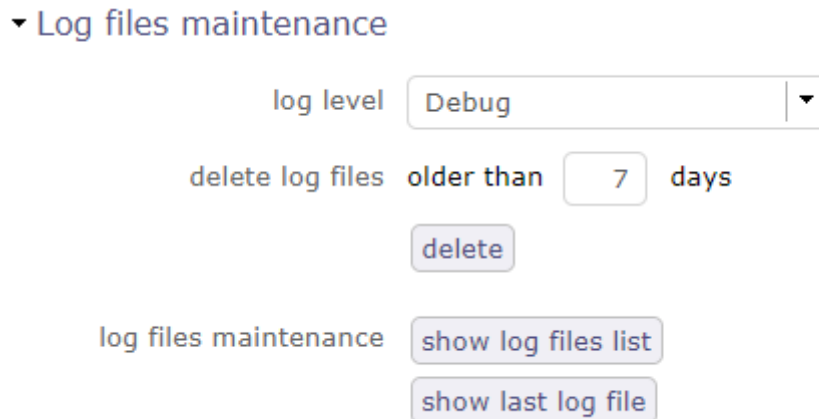 Log files maintenance
log level Debug
delete log files older than 7 days
delete
log files maintenance show log files list
show last log file